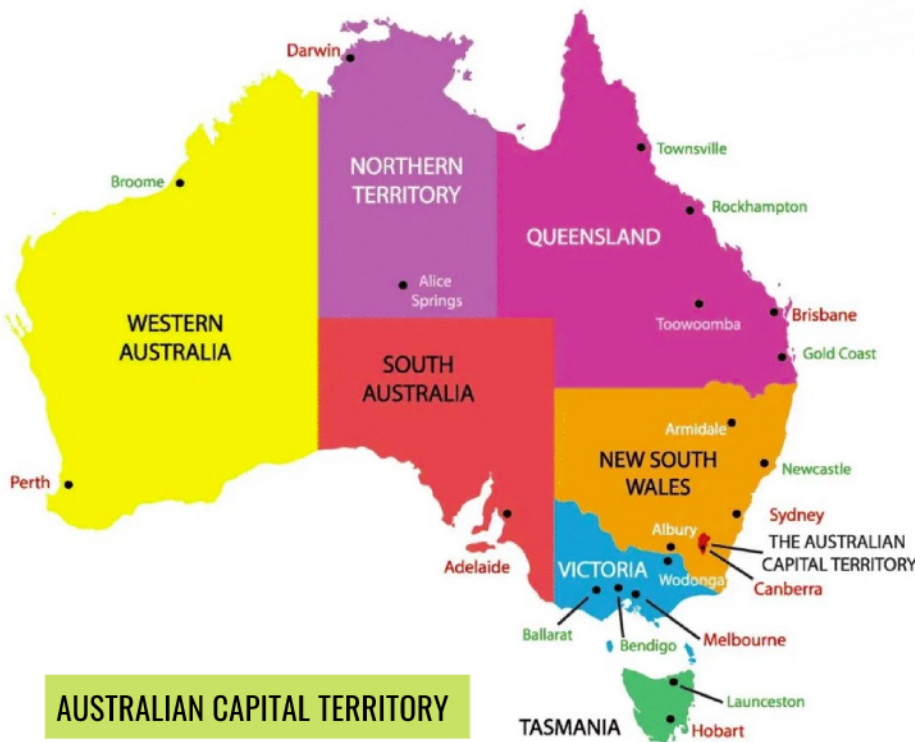 Darwin
NORTHERN
TERRITORY
Townsville
Broome
Rockhampton
QUEENSLAND
Alice
Springs
Toowoomba
Brisbane
WESTERN
AUSTRALIA
Gold Coast
SOUTH
AUSTRALIA
Armidale
NEW SOUTH
WALES
Newcastle
Perth
Sydney
Albury
THE AUSTRALIAN
CAPITAL TERRITORY
Adelaide
VICTORIA
Wodonga
Canberra
Ballarat
Bendigo
Melbourne
Launceston
AUSTRALIAN CAPITAL TERRITORY
TASMANIA
Hobart